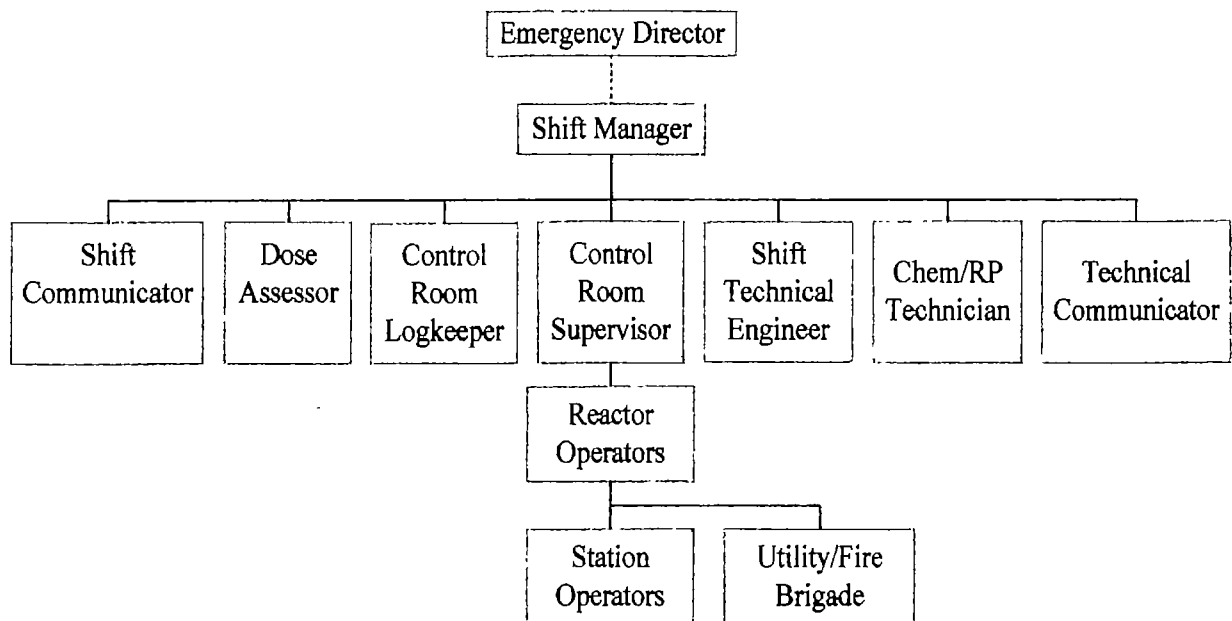 Emergency Director
Shift Manager
Shift
Communicator
Dose
Assessor
Control
Room
Logkeeper
Control
Room
Supervisor
Shift
Technical
Engineer
Chem/RP
Technician
Technical
Communicator
Reactor
Operators
Station
Operators
Utility/Fire
Brigade